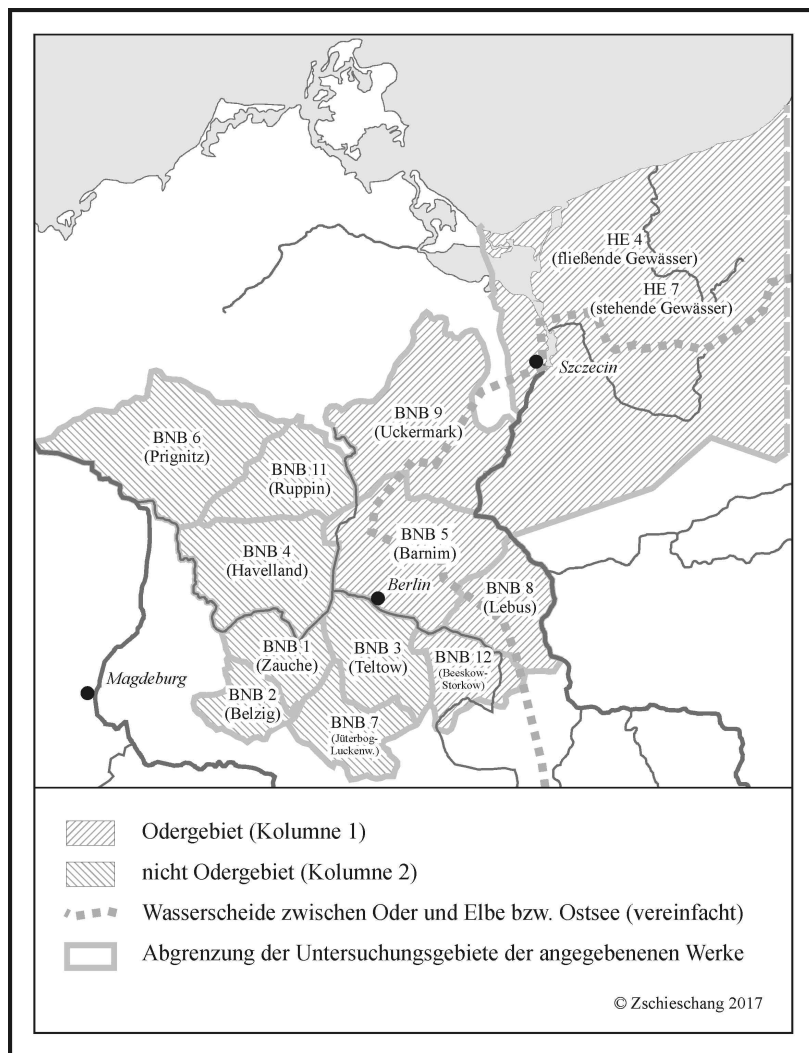 HE 4
(fließende Gewässer)
HE 7
(stehende Gewässer)
Szczecin
BNB 9
(Uckermark)
BNB 6
(Prignitz)
BNB 11
(Ruppin)
BNB 5
(Barnim)
BNB 4
(Havelland)
Berlin
BNB 8
(Lebus)
BNB 1
(Zauche)
BNB 3
(Teltow)
BNB 12
(Beeskow-
Storkow)
Magdeburg
BNB 2
(Belzig)
BNB 7
(Jüterbog-
Luckenw.)
Odergebiet (Kolumne 1)
nicht Odergebiet (Kolumne 2)
Wasserscheide zwischen Oder und Elbe bzw. Ostsee (vereinfacht)
Abgrenzung der Untersuchungsgebiete der angegebenenen Werke
© Zschieschang 2017